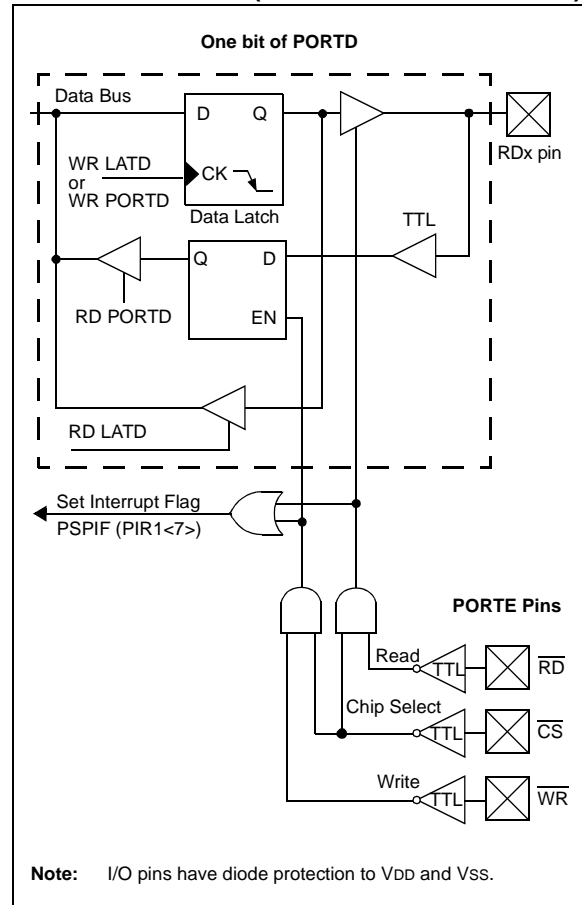 One bit of PORTD
Data Bus
D Q
RDx pin
WR LATD
or
WR PORTD
CK
Data Latch
TTL
Q D
EN
RD PORTD
RD LATD
Set Interrupt Flag
PSPIF (PIR1<7>)
PORTE Pins
Read
TTL
RD
Chip Select
TTL
CS
Write
TTL
WR
Note: I/O pins have diode protection to VDD and VSS.